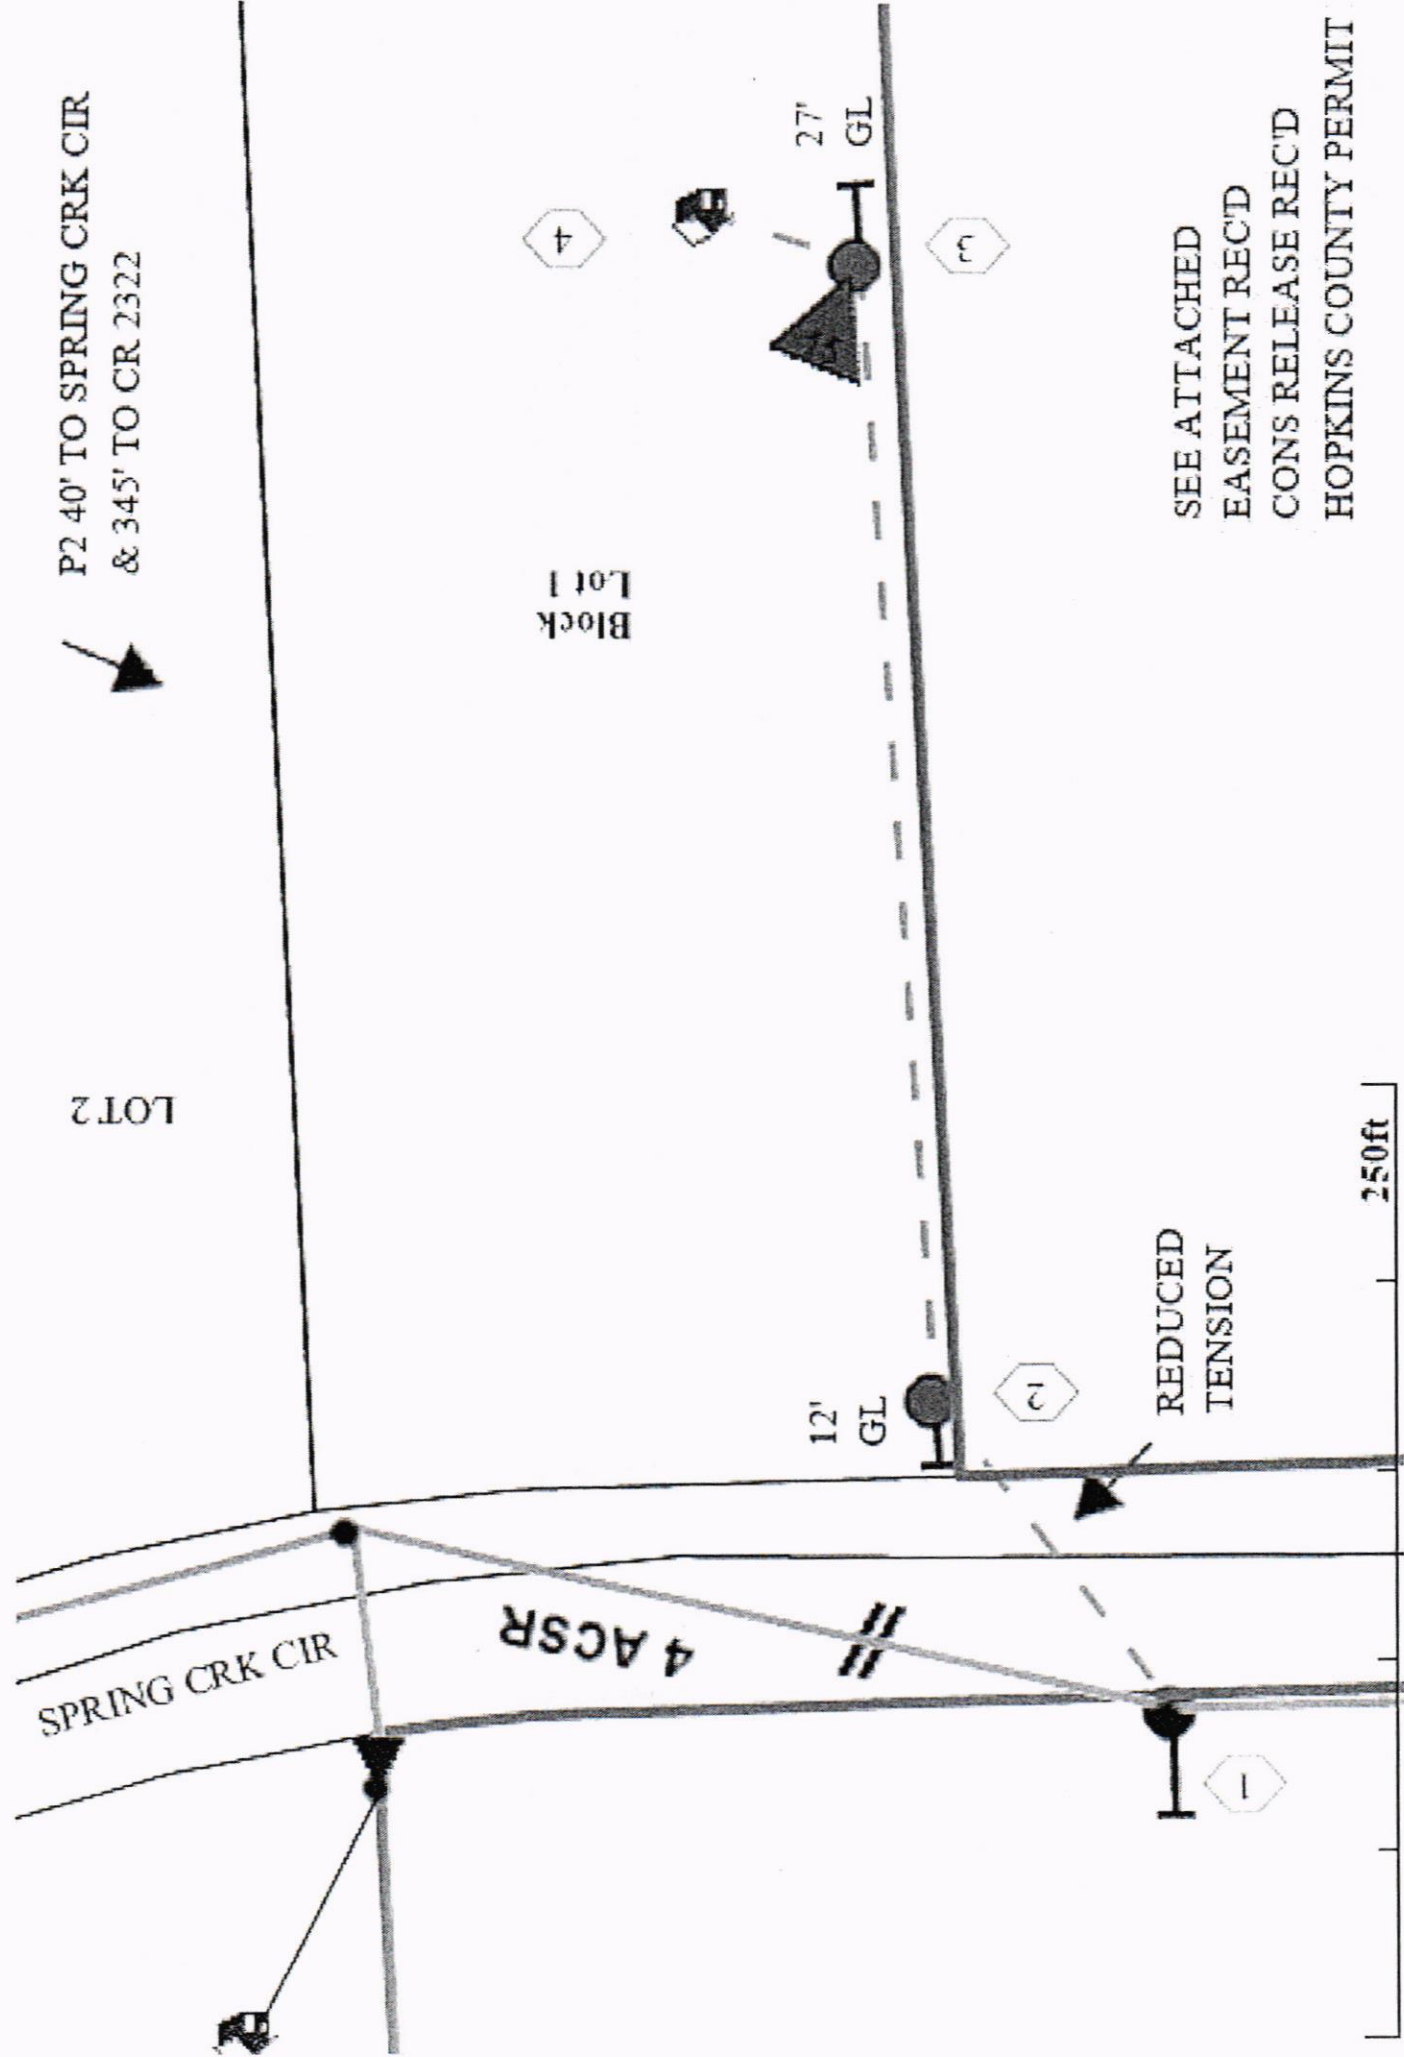 P2 40' TO SPRING CRK CIR
& 345' TO CR 2322
LOT 2
Block
Lot 1
4
27'
GL
3
12'
GL
2
SPRING CRK CIR
4 ACSR
1
REDUCED
TENSION
SEE ATTACHED
EASEMENT REC'D
CONS RELEASE REC'D
HOPKINS COUNTY PERMIT
250ft